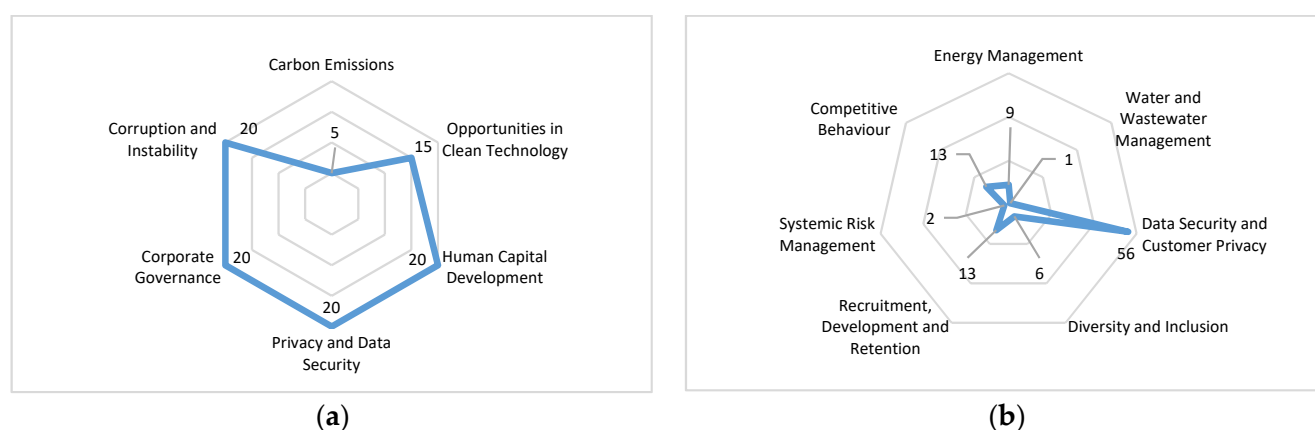 Carbon Emissions
5
Opportunities in
Clean Technology
15
Human Capital
Development
20
Privacy and Data
Security
20
Corporate
Governance
20
Corruption and
Instability
20
(a)
Energy Management
9
Water and
Wastewater
Management
1
Data Security and
Customer Privacy
56
Diversity and Inclusion
6
Recruitment,
Development and
Retention
13
Systemic Risk
Management
2
Competitive
Behaviour
13
(b)